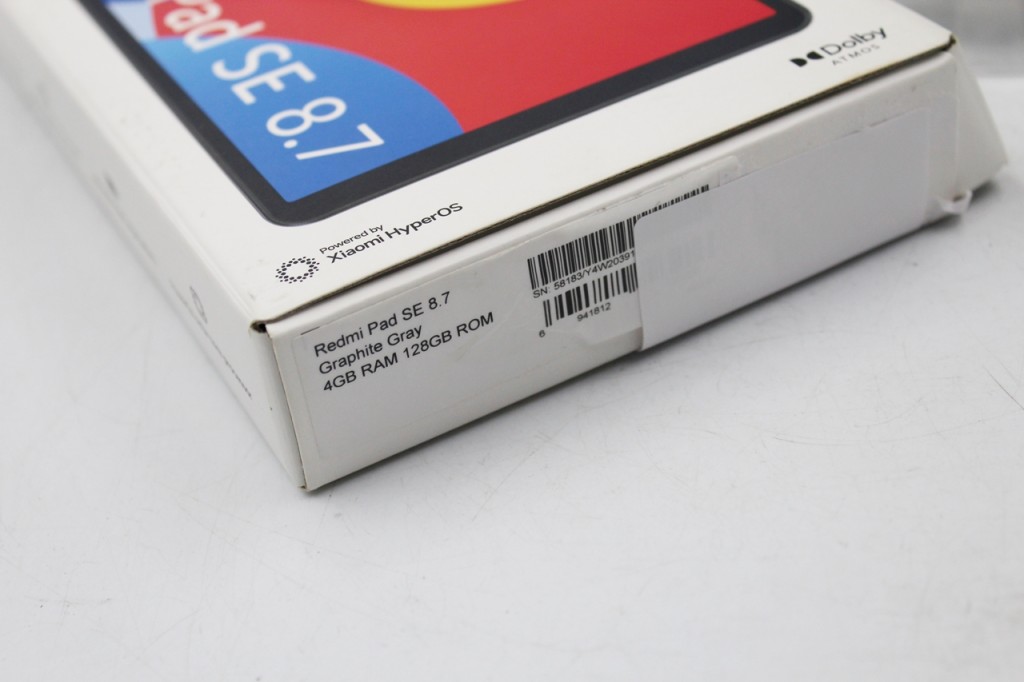 Pad SE 8.7
Dolby
ATMOS
Powered by
Xiaomi HyperOS
Redmi Pad SE 8.7
Graphite Gray
4GB RAM 128GB ROM
SN: 58183/Y4W20391
6 941812